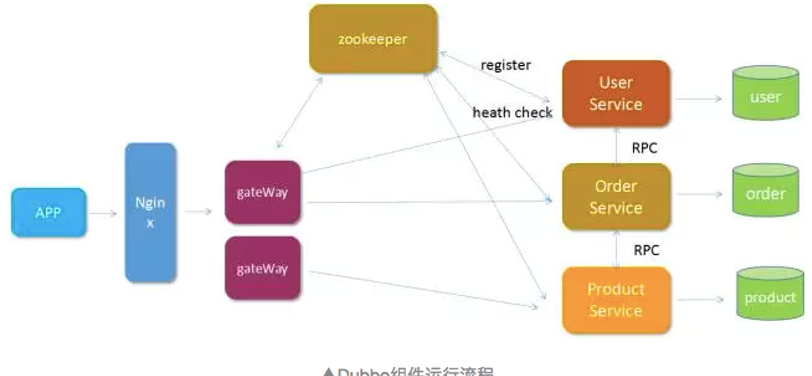 zookeeper
register
heath check
User
Service
user
RPC
APP
Ngin
x
gateWay
Order
Service
order
gateWay
RPC
Product
Service
product
▲Dubbo组件运行流程